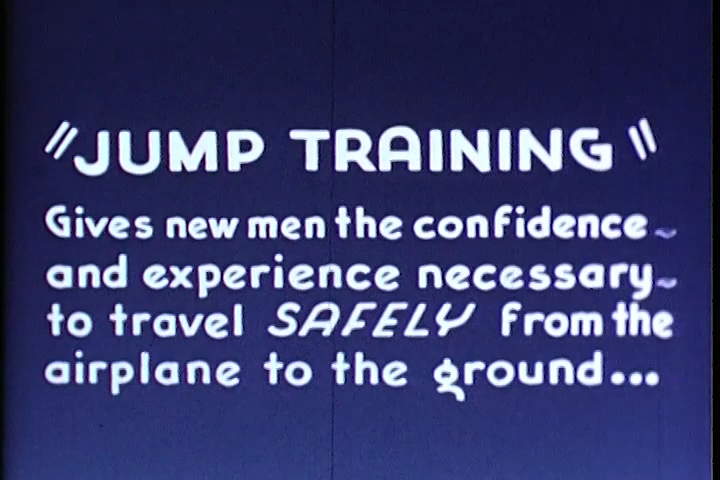 "JUMP TRAINING"
Gives new men the confidence ~
and experience necessary ~
to travel SAFELY from the
airplane to the ground...